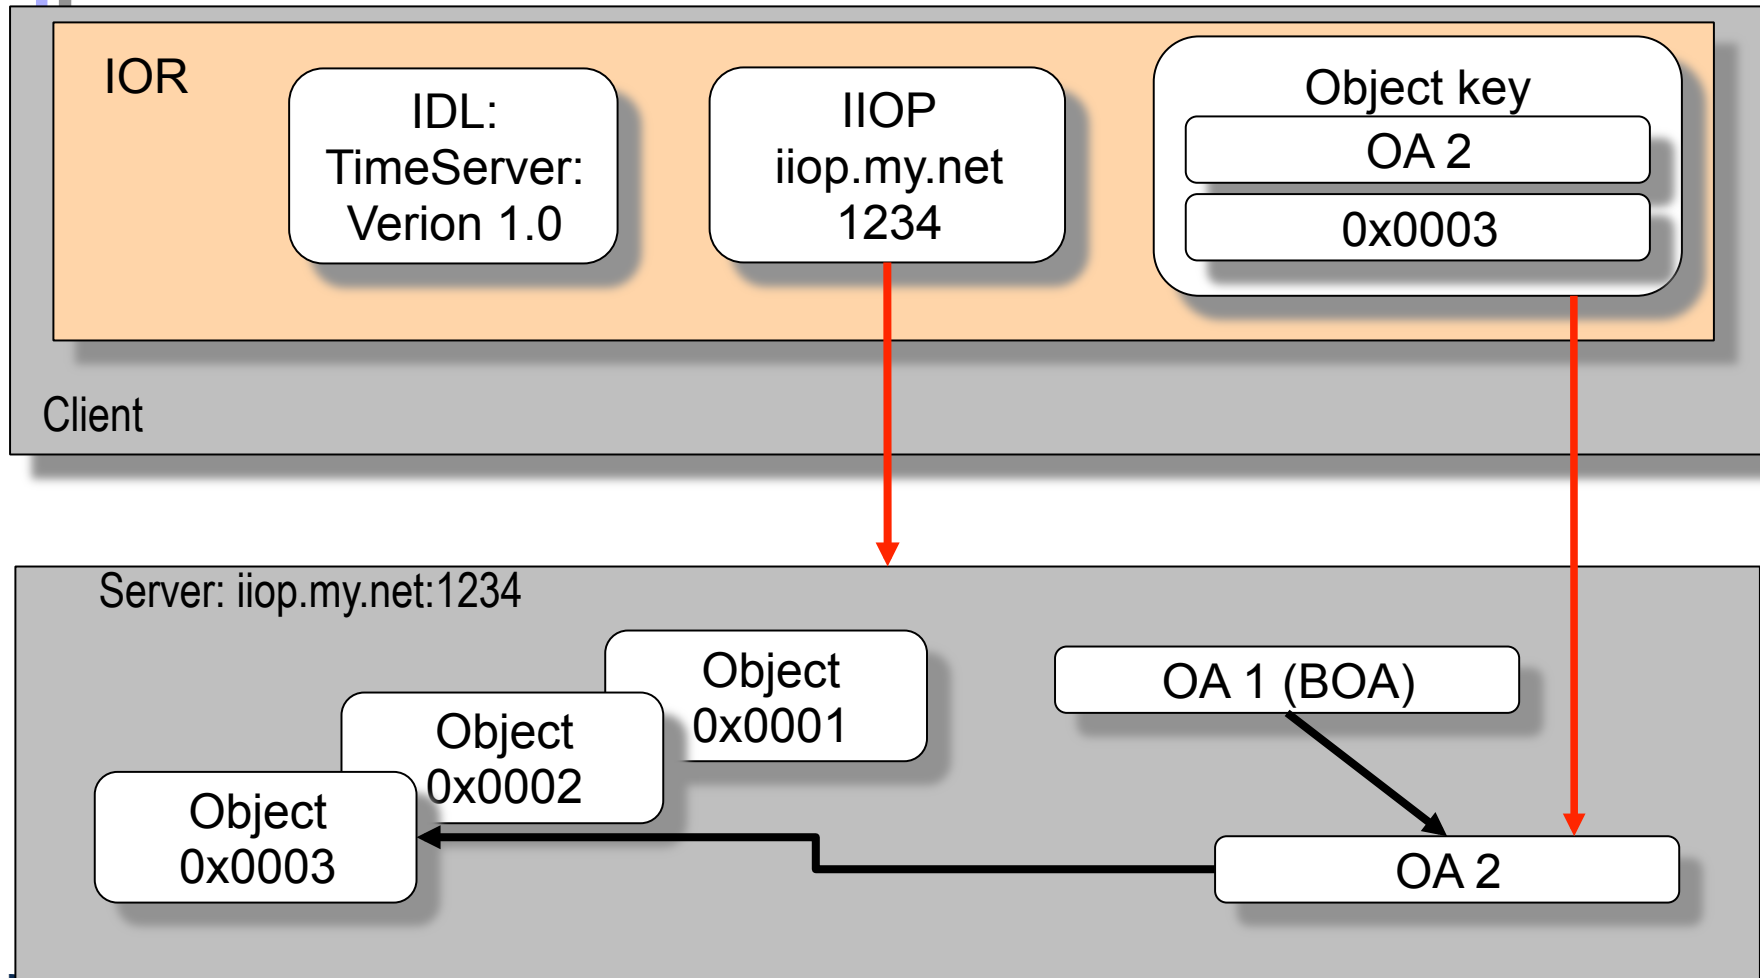 IOR
IDL:
TimeServer:
Verion 1.0
IIOP
iiop.my.net
1234
Object key
OA 2
0x0003
Client
Server: iiop.my.net:1234
Object
0x0001
Object
0x0002
Object
0x0003
OA 1 (BOA)
OA 2